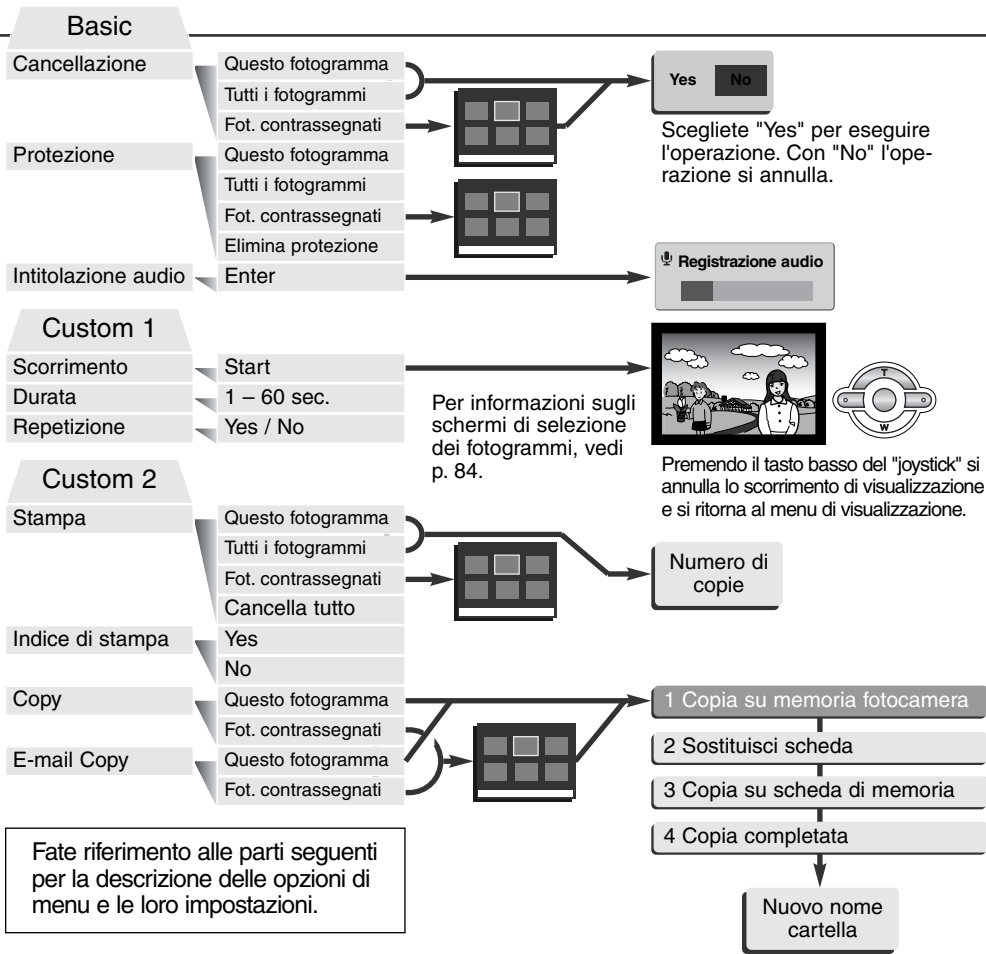 Basic
Cancellazione
Questo fotogramma
Tutti i fotogrammi
Fot. contrassegnati
Yes No
Scegliete "Yes" per eseguire
l'operazione. Con "No" l'ope-
razione si annulla.
Protezione
Questo fotogramma
Tutti i fotogrammi
Fot. contrassegnati
Elimina protezione
Intitolazione audio
Enter
Registrazione audio
Custom 1
Scorrimento
Start
Durata
1 – 60 sec.
Repetizione
Yes / No
Per informazioni sugli
schermi di selezione
dei fotogrammi, vedi
p. 84.
T
W
Premendo il tasto basso del "joystick" si
annulla lo scorrimento di visualizzazione
e si ritorna al menu di visualizzazione.
Custom 2
Stampa
Questo fotogramma
Tutti i fotogrammi
Fot. contrassegnati
Cancella tutto
Numero di
copie
Indice di stampa
Yes
No
Copy
Questo fotogramma
Fot. contrassegnati
E-mail Copy
Questo fotogramma
Fot. contrassegnati
1 Copia su memoria fotocamera
2 Sostituisci scheda
3 Copia su scheda di memoria
4 Copia completata
Nuovo nome
cartella
Fate riferimento alle parti seguenti
per la descrizione delle opzioni di
menu e le loro impostazioni.